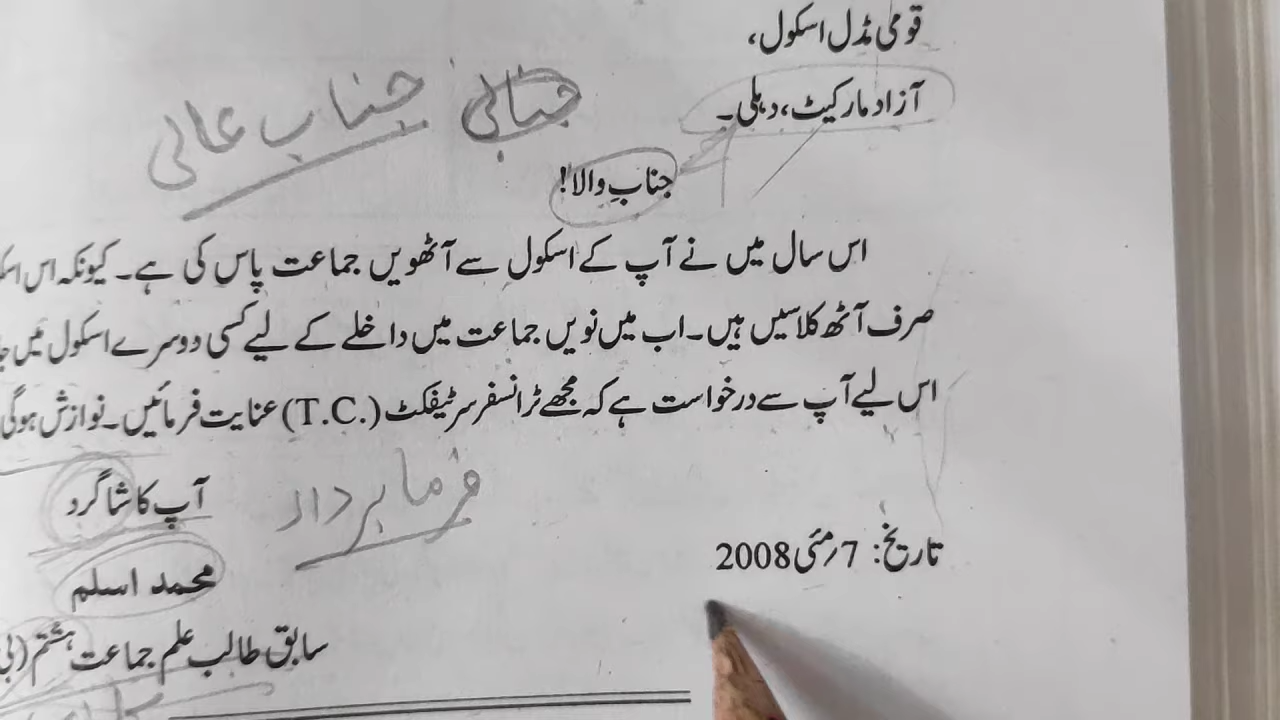 قومی مڈل اسکول،
آزاد مارکیٹ، دہلی۔
جناب عالی
جنابِ والا!
اس سال میں نے آپ کے اسکول سے آٹھویں جماعت پاس کی ہے۔ کیونکہ اس
صرف آٹھ کلاسیں ہیں۔ اب میں نویں جماعت میں داخلے کے لیے کسی دوسرے اسکول میں
اس لیے آپ سے درخواست ہے کہ مجھے ٹرانسفر سرٹیفکٹ (T.C.) عنایت فرمائیں۔ نوازش ہوگی
آپ کا شاگرد
فرمابردار
تاریخ: 7/مئی 2008
محمد اسلم
سابق طالب علم جماعت ہشتم